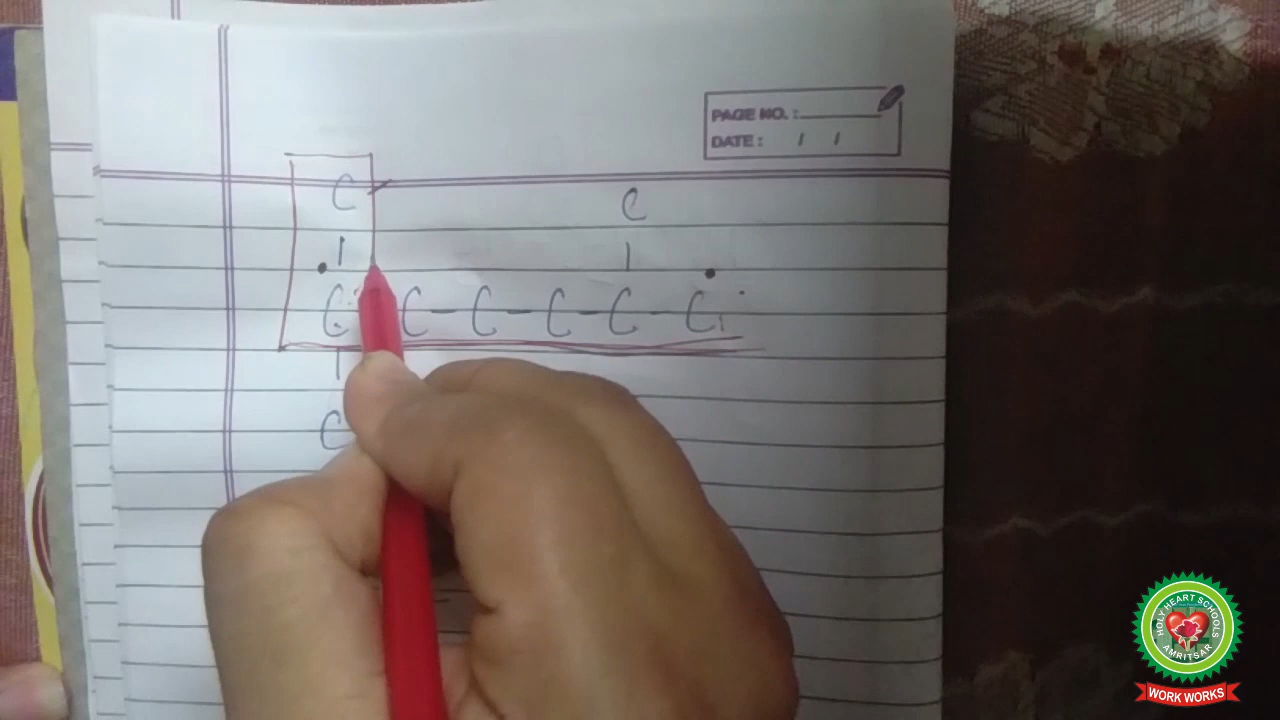 PAGE NO. :
DATE : / /
C C
I I
C C - C - C - C - C
I
C
HOLY HEART SCHOOLS
AMRITSAR
WORK WORKS